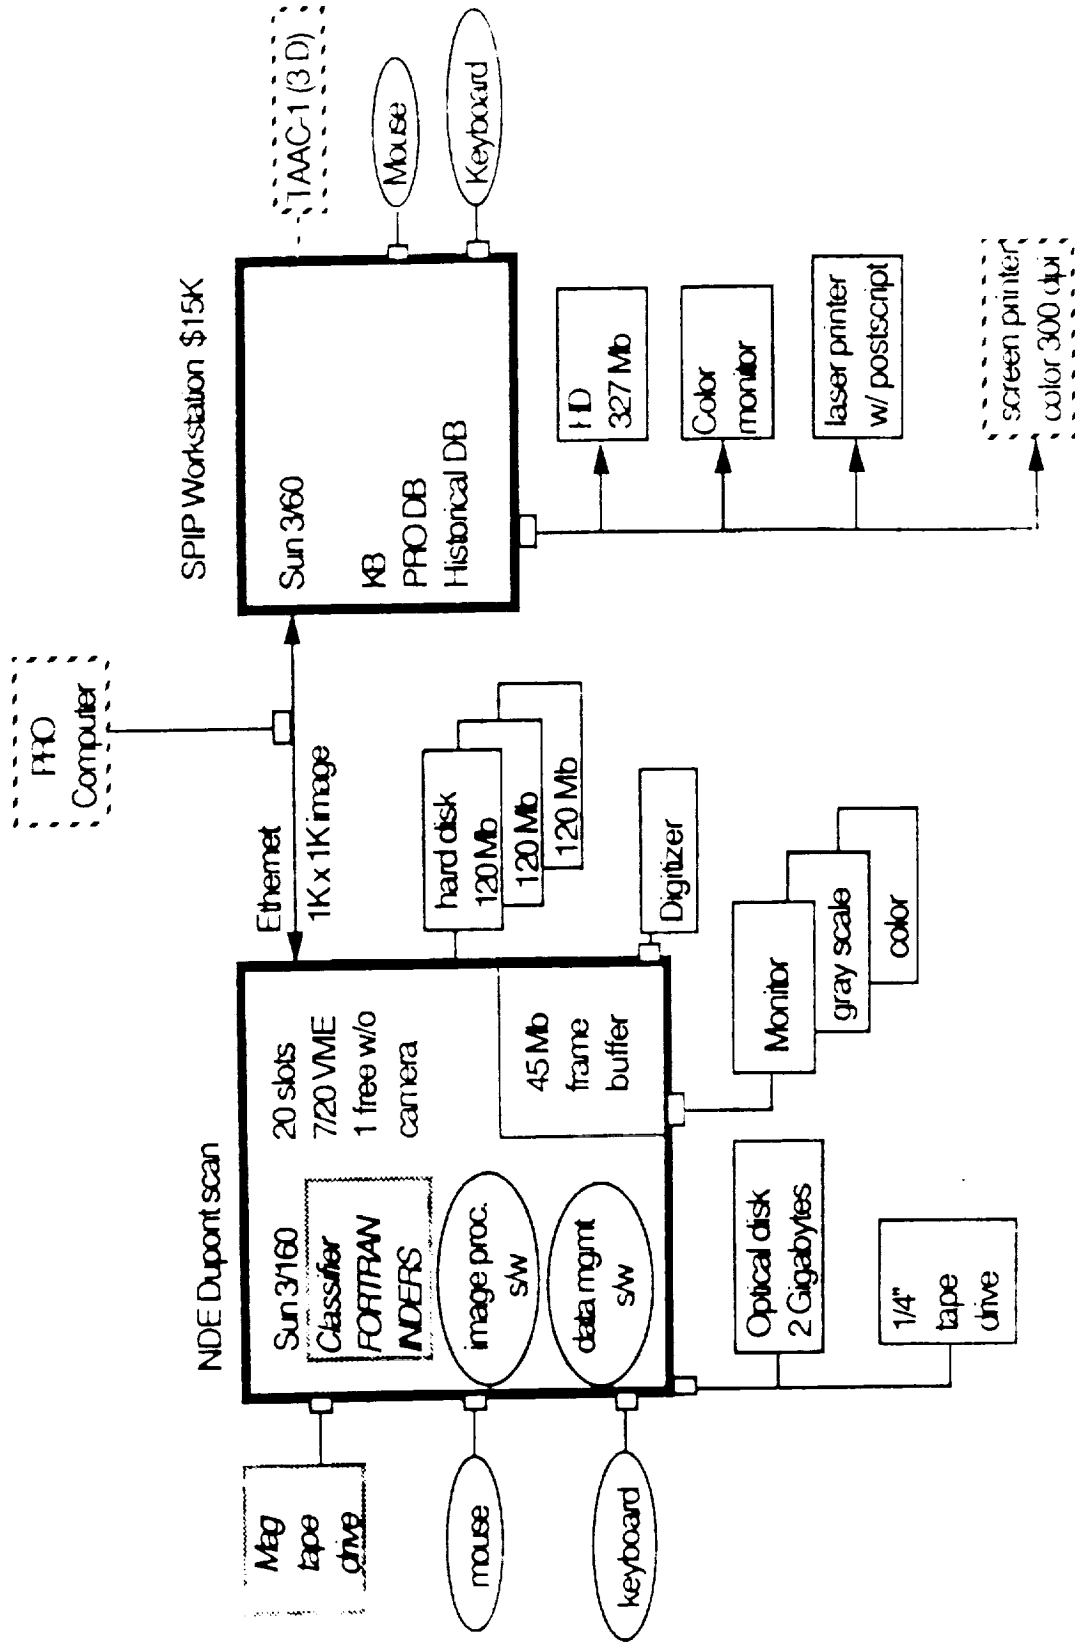 PRO
Computer
NDE Dupont scan
SPIP Workstation $15K
Ethernet
1K x 1K image
Mag
tape
drive
Sun 3/160
Classifier
FORTRAN
INDERS
20 slots
7/20 VME
1 free w/o
camera
image proc.
s/w
data mgmt
s/w
45 Mb
frame
buffer
mouse
keyboard
hard disk
120 Mb
120 Mb
120 Mb
Digitizer
Monitor
gray scale
color
Optical disk
2 Gigabytes
1/4"
tape
drive
Sun 3/60
KB
PRO DB
Historical DB
TAAC-1 (3 D)
Mouse
Keyboard
HD
327 Mb
Color
monitor
laser printer
w/ postscript
screen printer
color 300 dpi